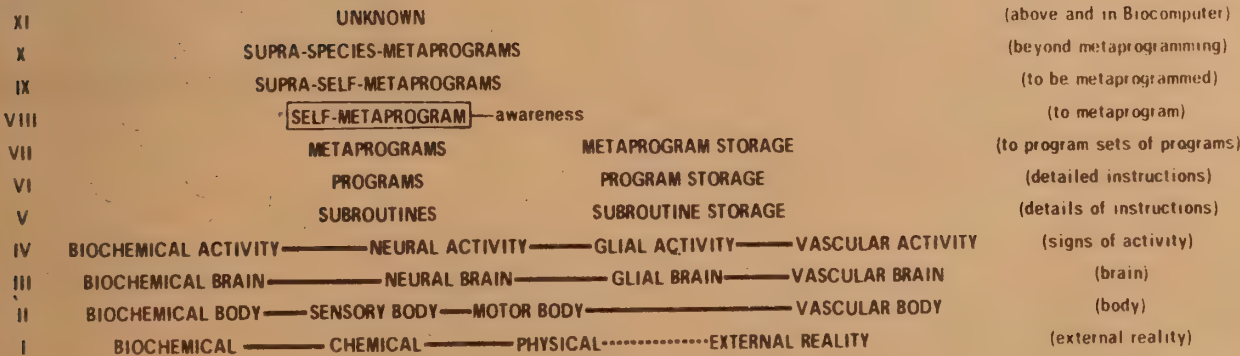 XI UNKNOWN (above and in Biocomputer)
X SUPRA-SPECIES-METAPROGRAMS (beyond metaprogramming)
IX SUPRA-SELF-METAPROGRAMS (to be metaprogrammed)
VIII SELF-METAPROGRAM awareness (to metaprogram)
VII METAPROGRAMS METAPROGRAM STORAGE (to program sets of programs)
VI PROGRAMS PROGRAM STORAGE (detailed instructions)
V SUBROUTINES SUBROUTINE STORAGE (details of instructions)
IV BIOCHEMICAL ACTIVITY NEURAL ACTIVITY GLIAL ACTIVITY VASCULAR ACTIVITY (signs of activity)
III BIOCHEMICAL BRAIN NEURAL BRAIN GLIAL BRAIN VASCULAR BRAIN (brain)
II BIOCHEMICAL BODY SENSORY BODY MOTOR BODY VASCULAR BODY (body)
I BIOCHEMICAL CHEMICAL PHYSICAL EXTERNAL REALITY (external reality)